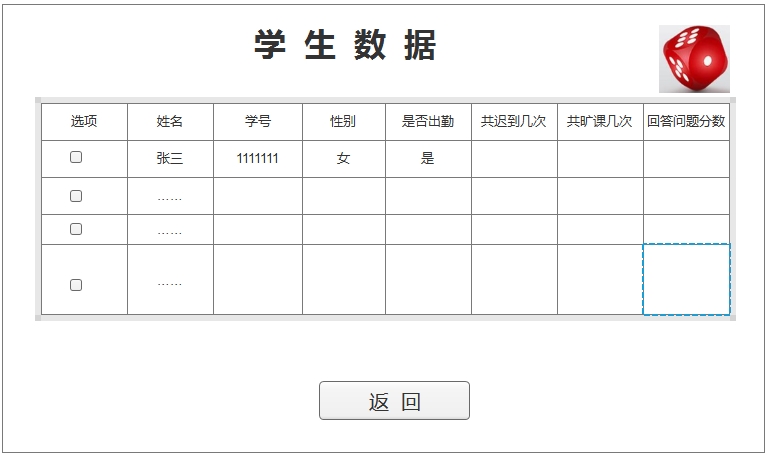 学 生 数 据
选项 姓名 学号 性别 是否出勤 共迟到几次 共旷课几次 回答问题分数
张三 1111111 女 是
……
……
……
返 回